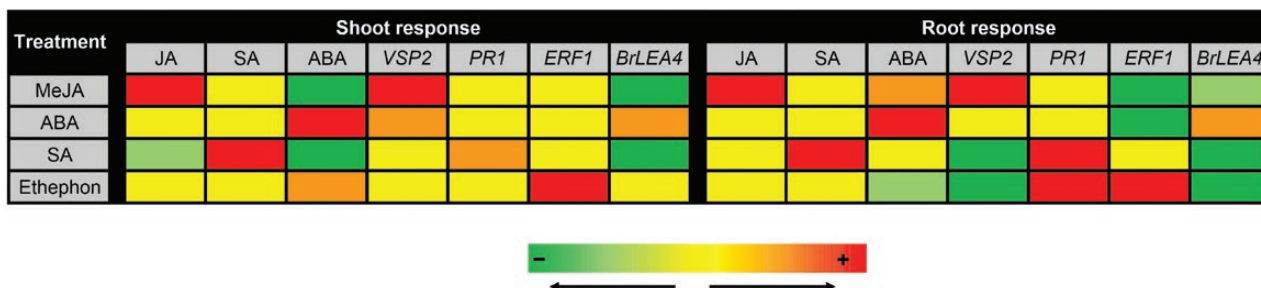 Treatment
Shoot response
Root response
JA SA ABA VSP2 PR1 ERF1 BrLEA4 JA SA ABA VSP2 PR1 ERF1 BrLEA4
MeJA
ABA
SA
Ethephon
- +